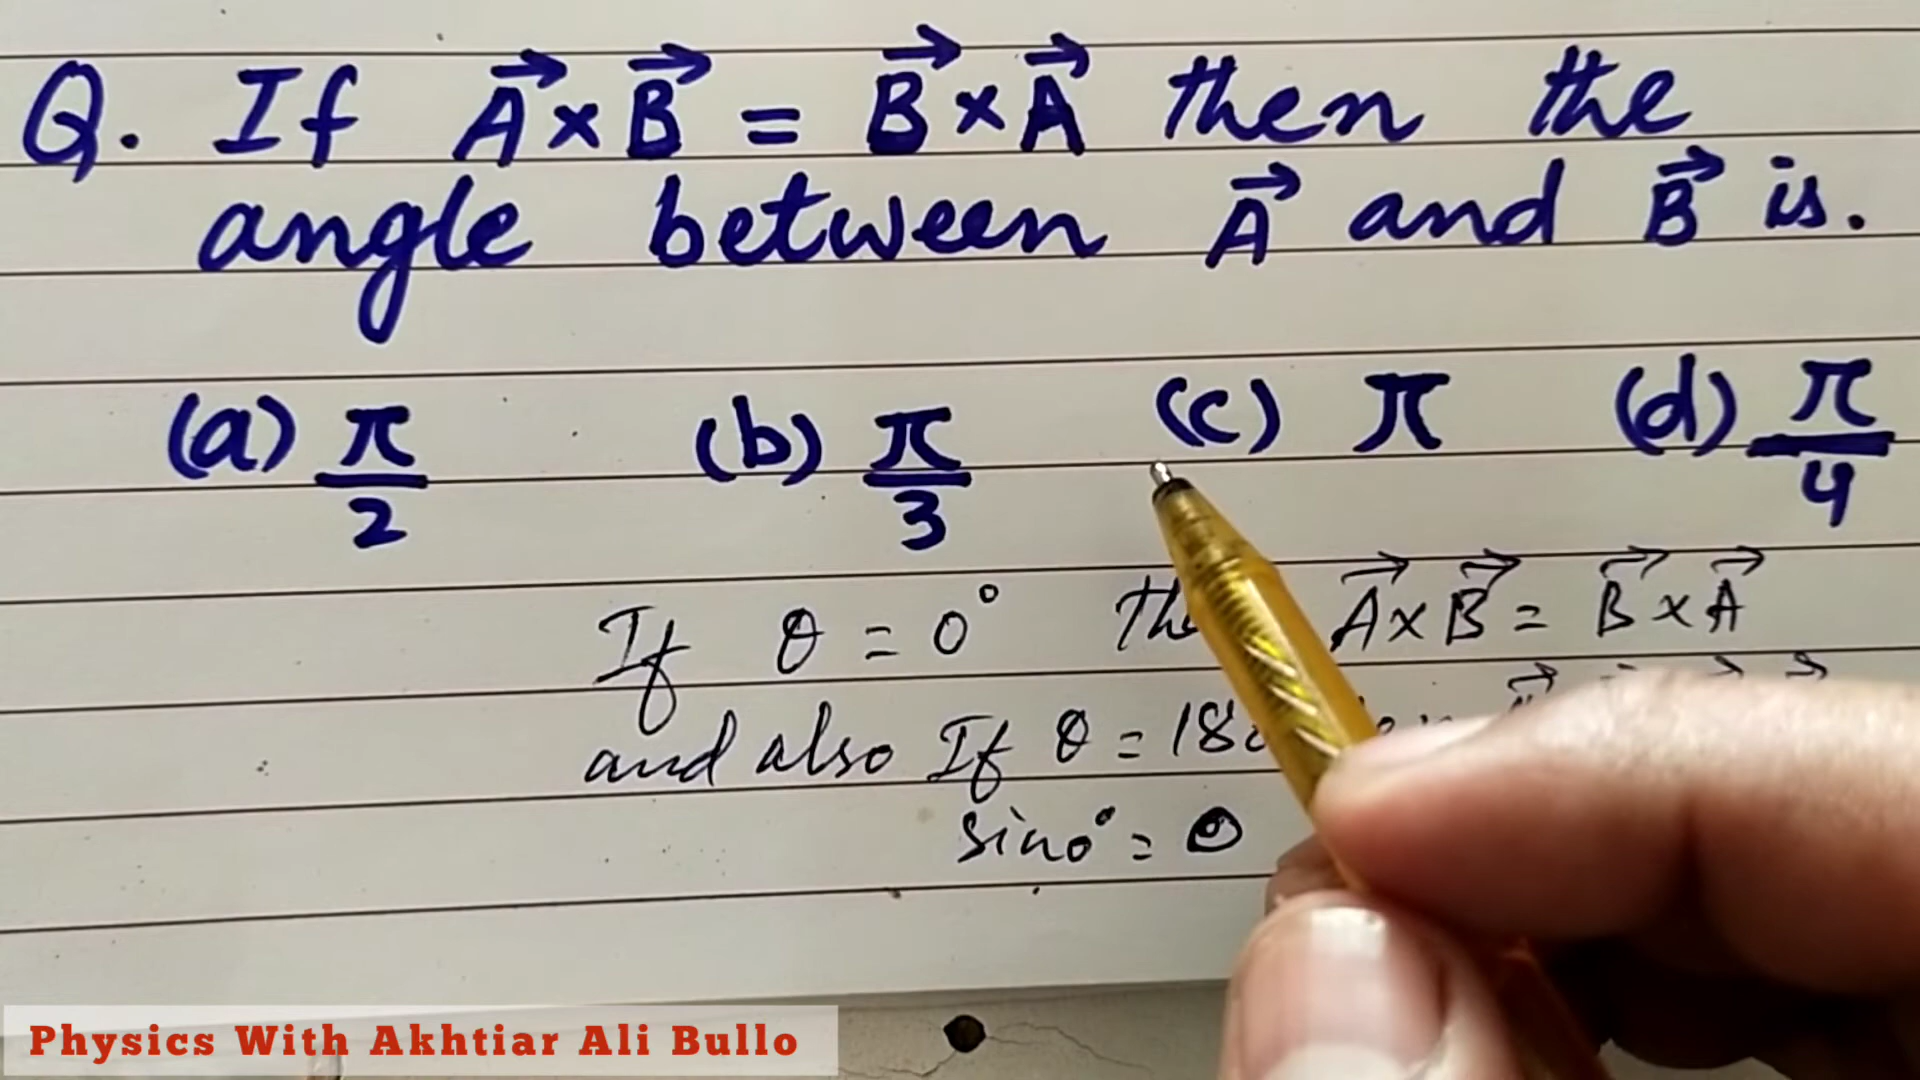 Q. If A⃗ × B⃗ = B⃗ × A⃗ then the
angle between A⃗ and B⃗ is.
(a) π/2 (b) π/3 (c) π (d) π/4
If θ = 0° A⃗ × B⃗ = B⃗ × A⃗
and also If θ =
sin0° = 0
Physics With Akhtiar Ali Bullo